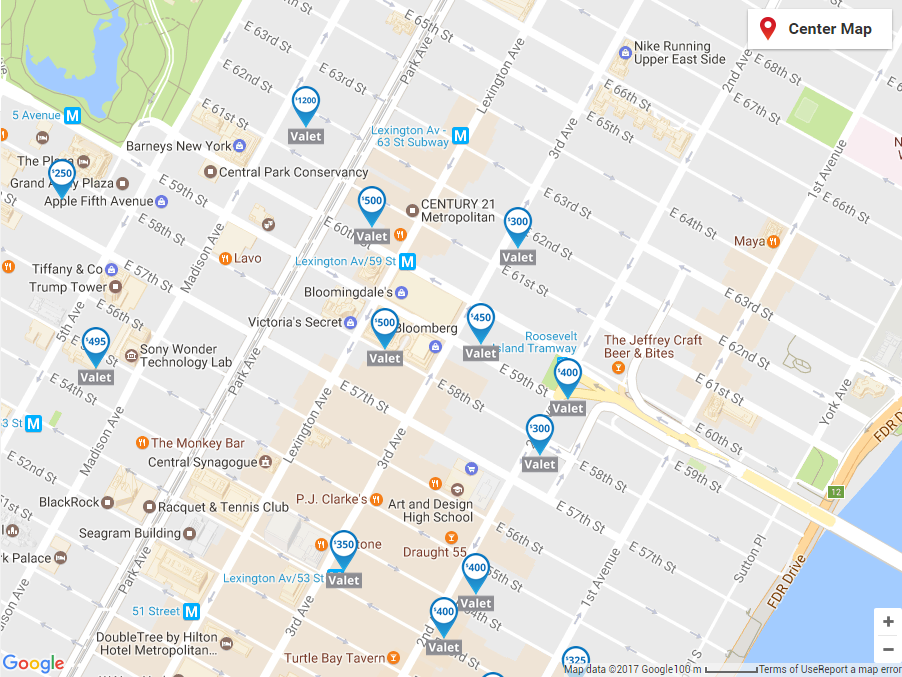 Center Map
E 65th St
Park Ave
Lexington Ave
E 63rd St
E 62nd St
E 61st St
E 63rd St
$1200
Valet
5 Avenue
M
Barneys New York
Lexington Av -
63 St Subway
M
Central Park Conservancy
Grand Army Plaza
$250
Apple Fifth Avenue
E 59th St
E 58th St
Nike Running
Upper East Side
2nd Ave
E 68th St
E 67th St
E 66th St
E 65th St
3rd Ave
1st Avenue
E 66th St
E 64th St
E 63rd St
E 62nd St
E 61st St
$500
Valet
CENTURY 21
Metropolitan
$300
Valet
Maya
Madison Ave
E 60th St
Lavo
Lexington Av/59 St
M
Tiffany & Co
Trump Tower
E 57th St
Bloomingdale's
Victoria's Secret
$500
Valet
Bloomberg
$450
Valet
Roosevelt
Island Tramway
E 63rd St
E 62nd St
The Jeffrey Craft
Beer & Bites
5th Ave
$495
Valet
Sony Wonder
Technology Lab
E 54th St
Park Ave
E 57th St
E 58th St
E 59th St
$400
Valet
E 61st St
E 60th St
York Ave
FDR Drive
53 St
M
Madison Ave
The Monkey Bar
Lexington Ave
3rd Ave
$300
Valet
E 59th St
E 58th St
Central Synagogue
E 52nd St
BlackRock
Racquet & Tennis Club
P.J. Clarke's
Art and Design
High School
E 57th St
12
Seagram Building
$350
Valet
Draught 55
E 56th St
E 57th St
Lexington Av/53 St
$400
Valet
E 55th St
E 54th St
1st Avenue
Sutton Pl
FDR Drive
Park Ave
51 Street
M
3rd Ave
$400
Valet
2nd Ave
DoubleTree by Hilton
Hotel Metropolitan...
Turtle Bay Tavern
$325
Google
Map data ©2017 Google
100 m
Terms of Use
Report a map error